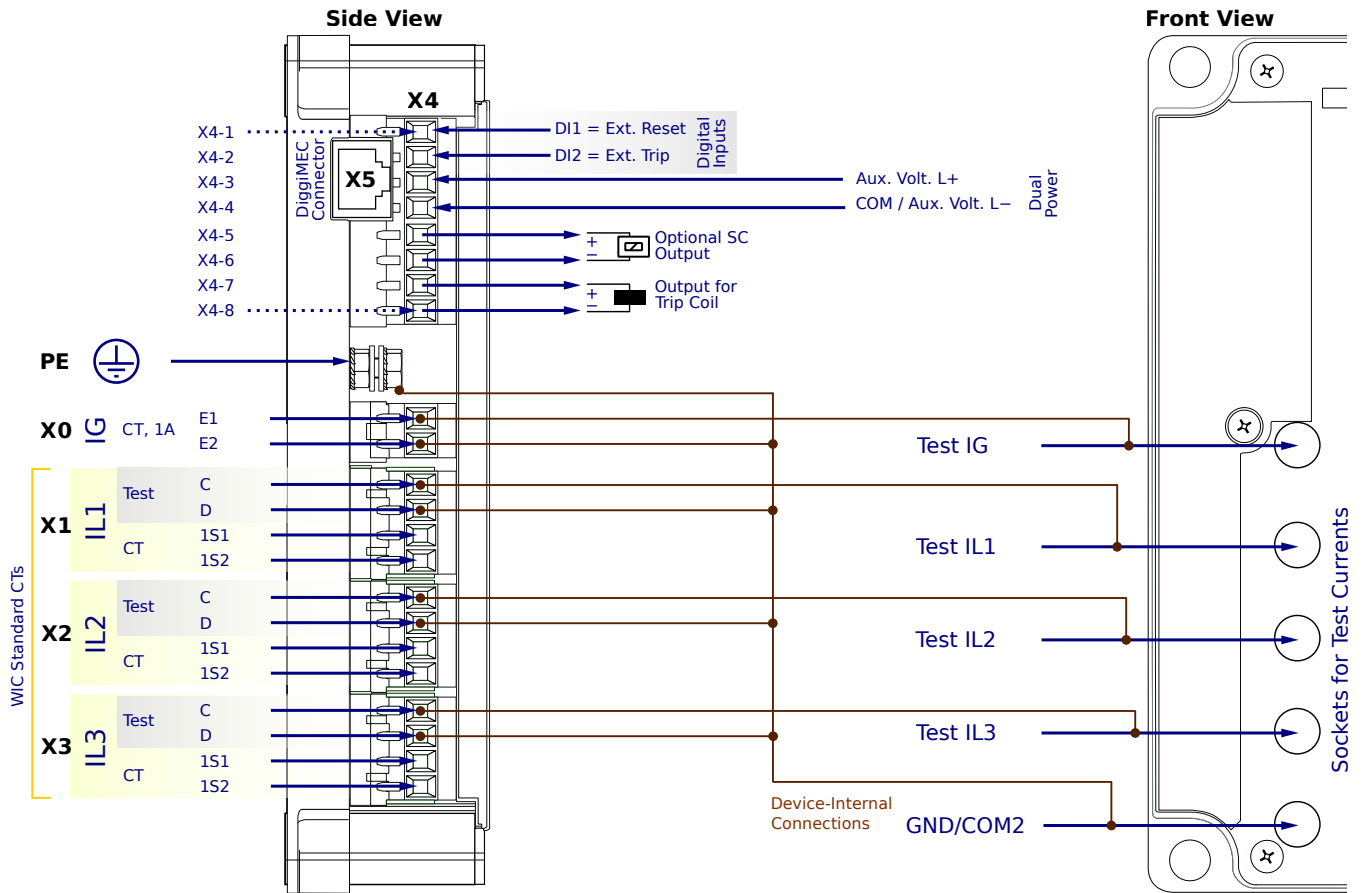 Side View
Front View
X4
X4-1
X4-2
X4-3
X4-4
X4-5
X4-6
X4-7
X4-8
DiggiMEC
Connector
X5
DI1 = Ext. Reset
DI2 = Ext. Trip
Digital
Inputs
Aux. Volt. L+
COM / Aux. Volt. L−
Dual
Power
+
−
Optional SC
Output
+
−
Output for
Trip Coil
PE
X0
IG
CT, 1A
E1
E2
Test IG
WIC Standard CTs
X1
IL1
Test
C
D
CT
1S1
1S2
Test IL1
X2
IL2
Test
C
D
CT
1S1
1S2
Test IL2
X3
IL3
Test
C
D
CT
1S1
1S2
Test IL3
Device-Internal
Connections
GND/COM2
Sockets for Test Currents